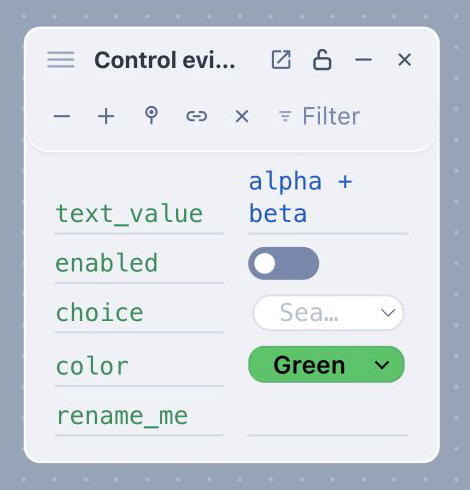 Control evi...
Filter
alpha +
text_value beta
enabled
choice Sea...
color Green
rename_me